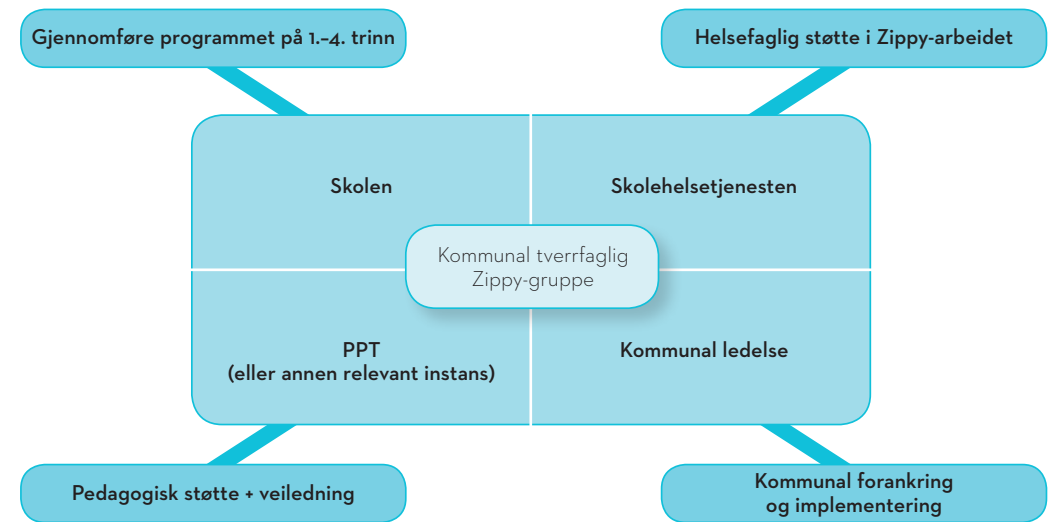 Gjennomføre programmet på 1.–4. trinn
Helsefaglig støtte i Zippy-arbeidet
Skolen
Skolehelsetjenesten
Kommunal tverrfaglig
Zippy-gruppe
PPT
(eller annen relevant instans)
Kommunal ledelse
Pedagogisk støtte + veiledning
Kommunal forankring
og implementering